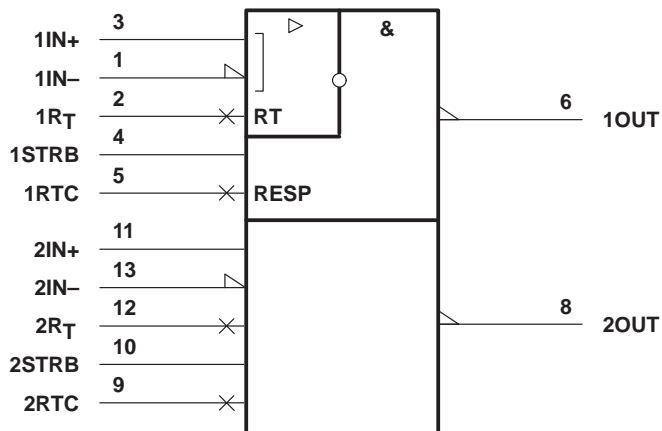 3
1IN+
&
1
1IN–
2
6
1RT
RT
1OUT
4
1STRB
5
1RTC
RESP
11
2IN+
13
2IN–
12
8
2RT
2OUT
10
2STRB
9
2RTC